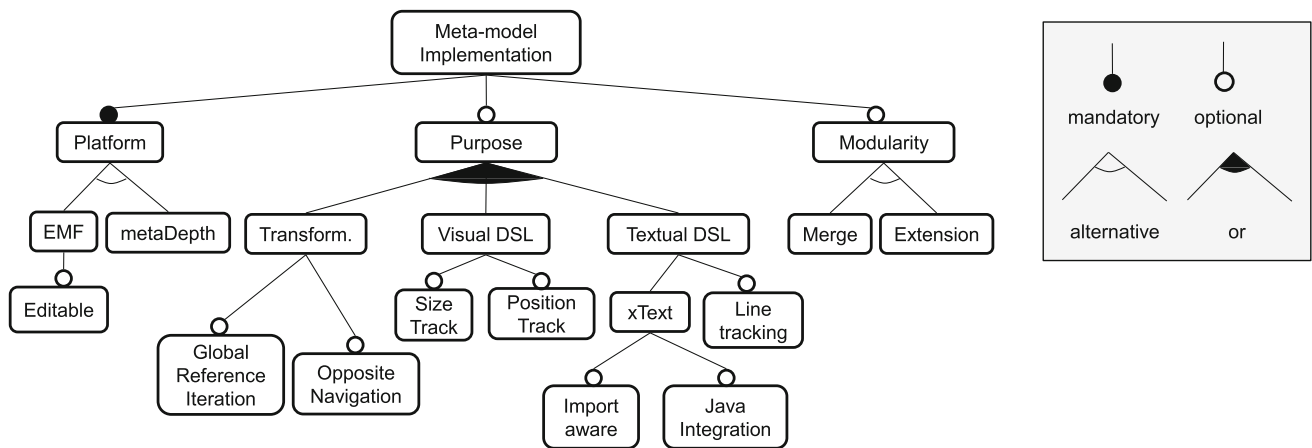 Meta-model
Implementation
Platform
Purpose
Modularity
EMF
metaDepth
Transform.
Visual DSL
Textual DSL
Merge
Extension
Editable
Size
Track
Position
Track
xText
Line
tracking
Global
Reference
Iteration
Opposite
Navigation
Import
aware
Java
Integration
mandatory
optional
alternative
or